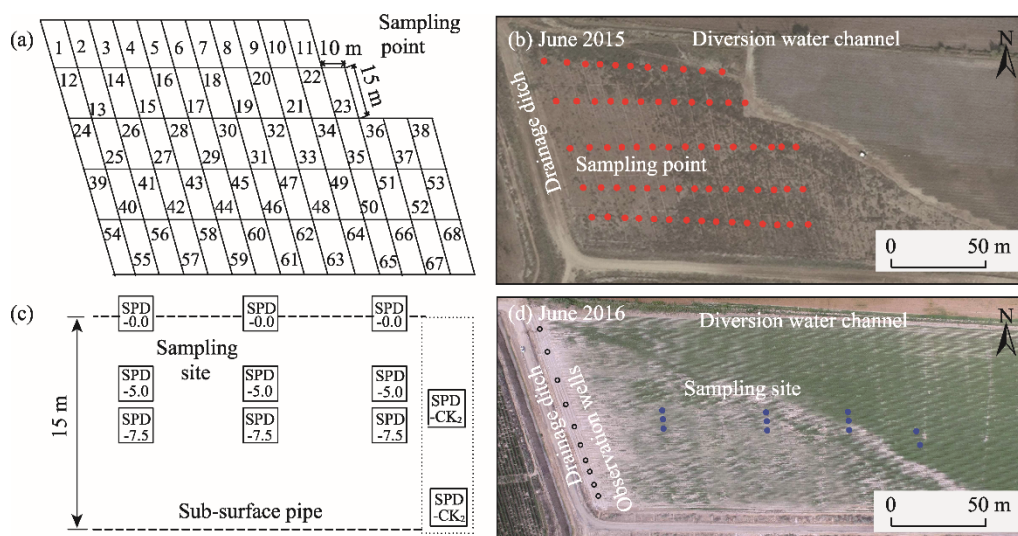 (a)
Sampling
point
1 2 3 4 5 6 7 8 9 10 11 10 m
15 m
12 14 16 18 20 22
13 15 17 19 21 23
24 26 28 30 32 34 36 38
25 27 29 31 33 35 37
39 41 43 45 47 49 51 53
40 42 44 46 48 50 52
54 56 58 60 62 64 66 68
55 57 59 61 63 65 67
(b) June 2015
Diversion water channel
N
Drainage ditch
Sampling point
0 50 m
(c)
SPD SPD SPD
-0.0 -0.0 -0.0
Sampling
site
15 m
SPD SPD SPD
-5.0 -5.0 -5.0
SPD SPD SPD
-7.5 -7.5 -7.5
SPD
-CK₂
SPD
-CK₂
Sub-surface pipe
(d) June 2016
Diversion water channel
N
Drainage ditch
Observation wells
Sampling site
0 50 m